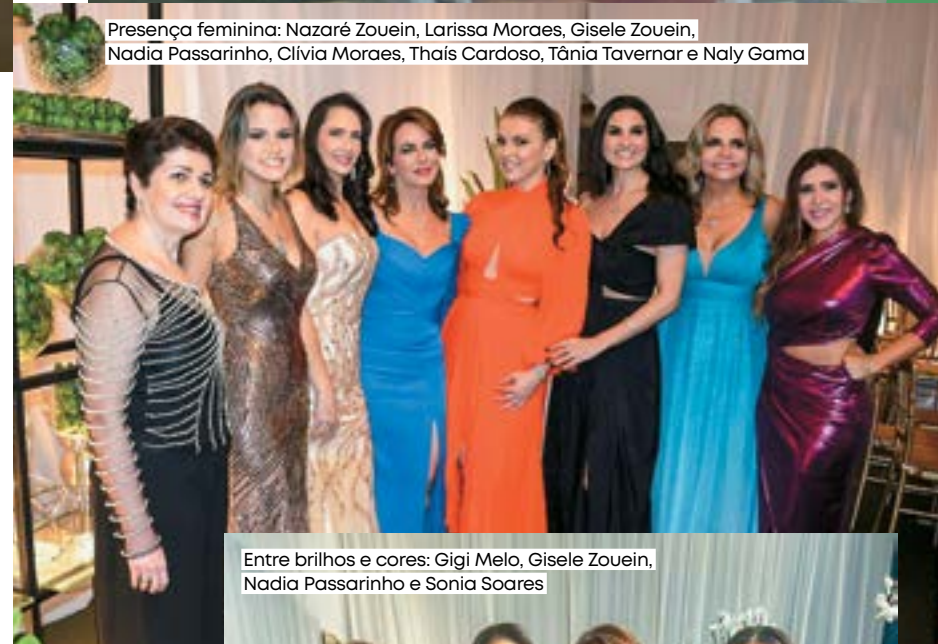 Presença feminina: Nazaré Zouein, Larissa Moraes, Gisele Zouein,
Nadia Passarinho, Clívia Moraes, Thaís Cardoso, Tânia Tavernar e Naly Gama
Entre brilhos e cores: Gigi Melo, Gisele Zouein,
Nadia Passarinho e Sonia Soares